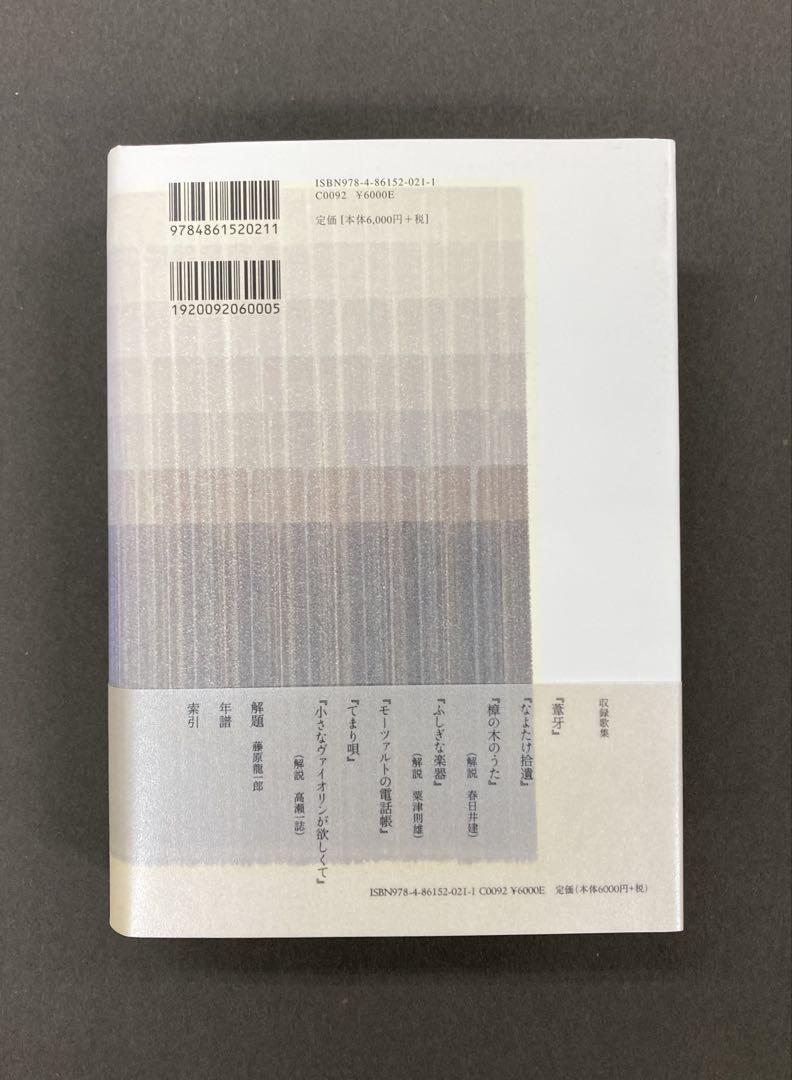 ISBN978-4-86152-021-1
C0092 ¥6000E
定価[本体6,000円+税]
9784861520211
1920092060005
収録歌集
『葦牙』
『なよたけ拾遺』
『樟の木のうた』
(解説 春日井建)
『ふしぎな楽器』
(解説 粟津則雄)
『モーツァルトの電話帳』
『てまり唄』
『小さなヴァイオリンが欲しくて』
(解説 高瀬一誌)
解題 藤原龍一郎
年譜
索引
ISBN978-4-86152-021-1 C0092 ¥6000E 定価(本体6000円+税)